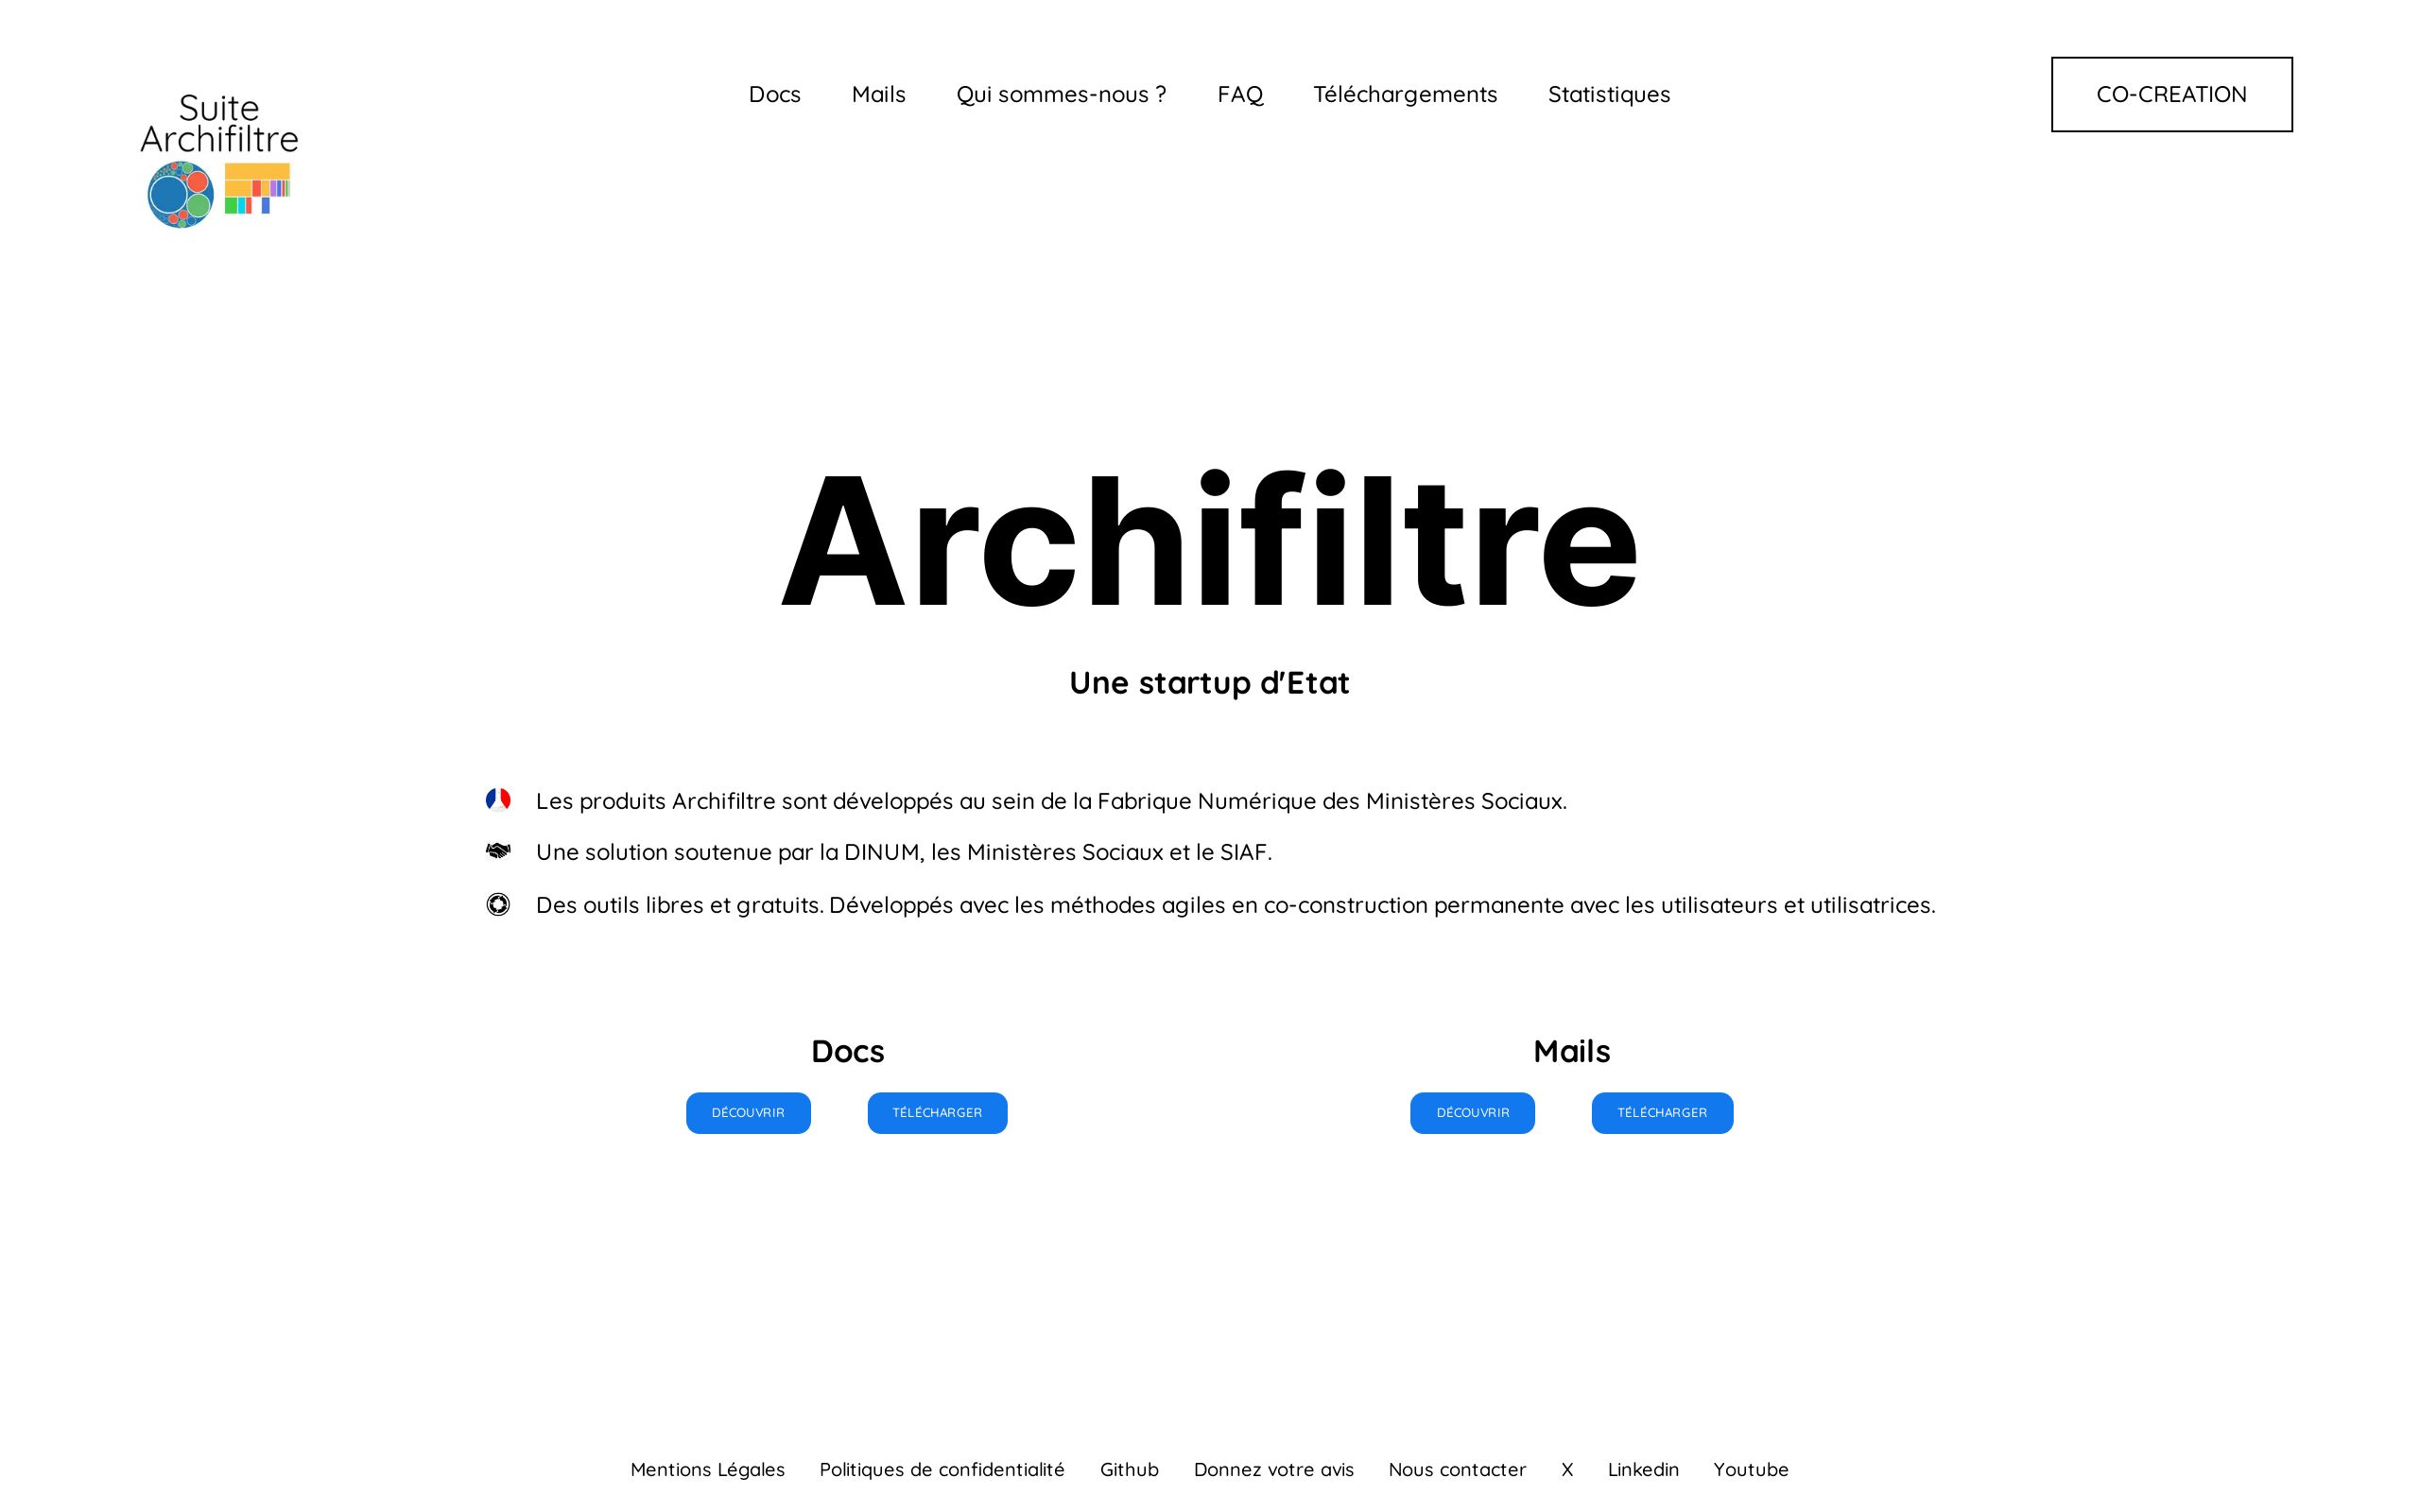 Suite
Archifiltre
Docs Mails Qui sommes-nous ? FAQ Téléchargements Statistiques
CO-CREATION
Archifiltre
Une startup d'Etat
Les produits Archifiltre sont développés au sein de la Fabrique Numérique des Ministères Sociaux.
Une solution soutenue par la DINUM, les Ministères Sociaux et le SIAF.
Des outils libres et gratuits. Développés avec les méthodes agiles en co-construction permanente avec les utilisateurs et utilisatrices.
Docs
DÉCOUVRIR TÉLÉCHARGER
Mails
DÉCOUVRIR TÉLÉCHARGER
Mentions Légales Politiques de confidentialité Github Donnez votre avis Nous contacter X Linkedin Youtube